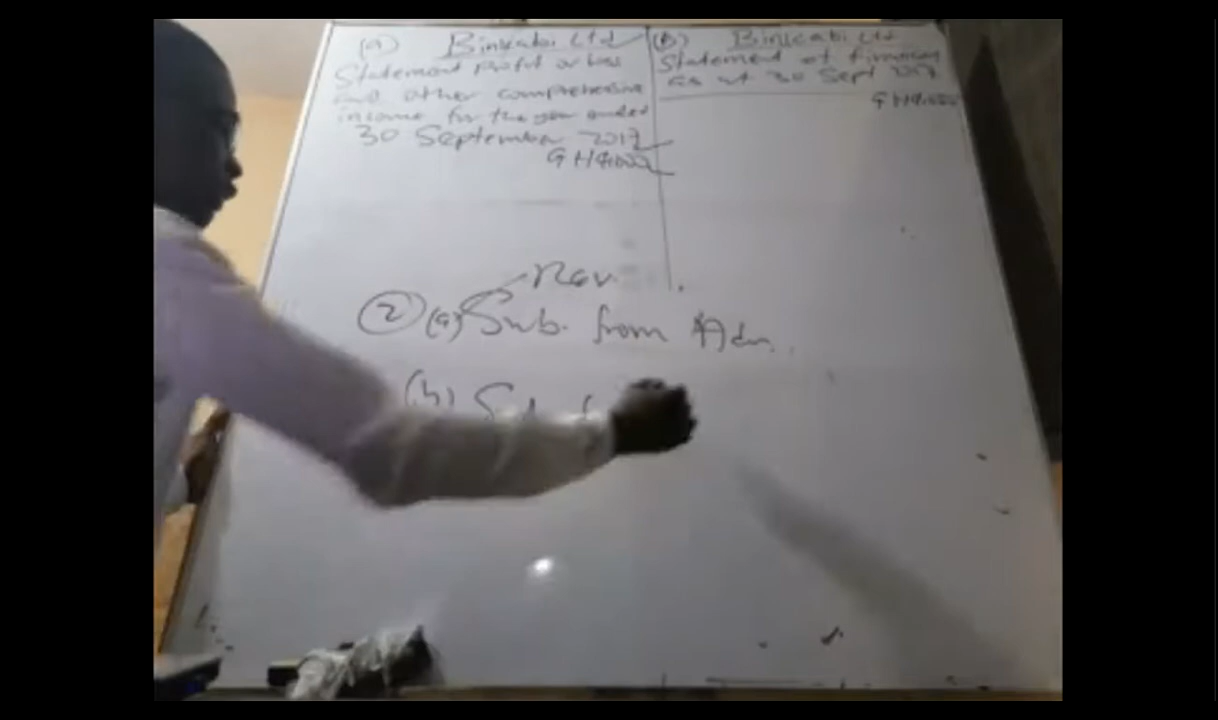 (a) Binkabi Ltd
Statement profit or loss
and other comprehensive
income for the year ended
30 September 2017
GH¢000
(b) Binkabi Ltd
Statement of financial
as at 30 Sept 2017
GH¢000
Rev.
(2) (a) Sub. from Adm.
(b)